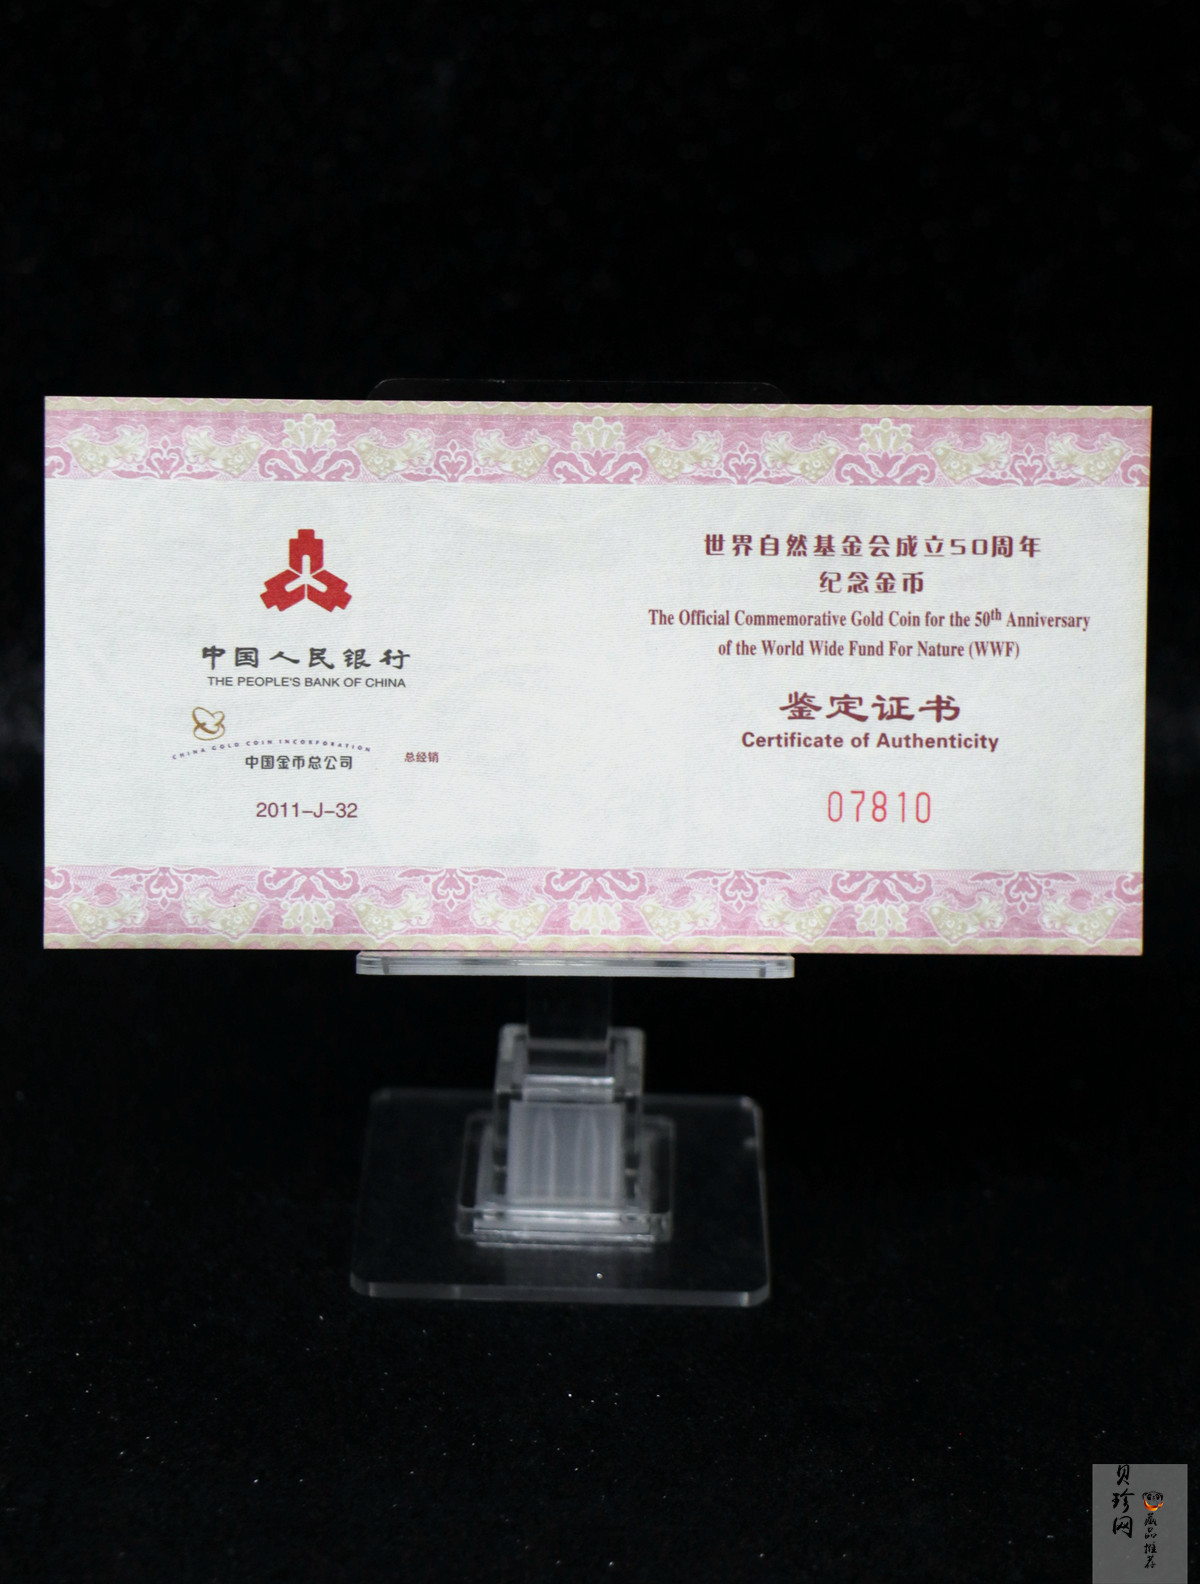 中国人民银行
THE PEOPLE'S BANK OF CHINA
CHINA GOLD COIN INCORPORATION
中国金币总公司 总经销
2011-J-32
世界自然基金会成立50周年
纪念金币
The Official Commemorative Gold Coin for the 50th Anniversary
of the World Wide Fund For Nature (WWF)
鉴定证书
Certificate of Authenticity
07810
贝珍网
藏品推荐